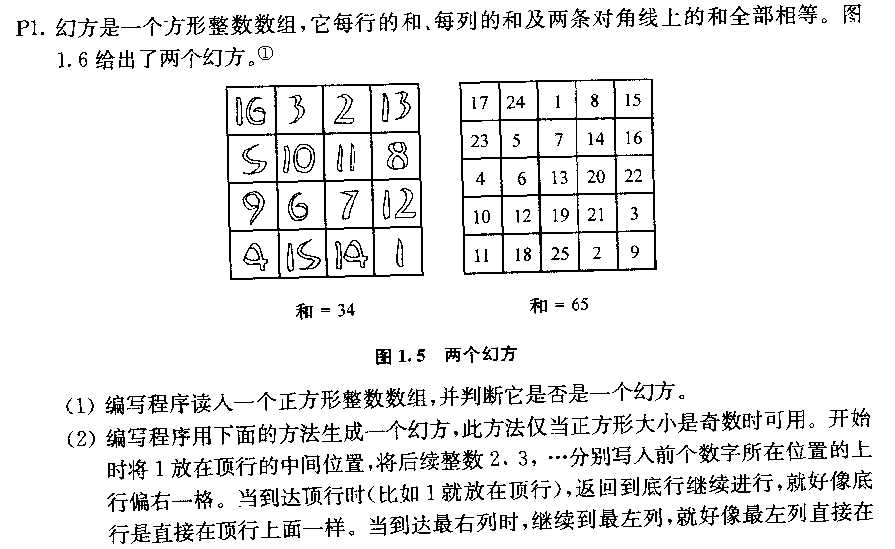 P1. 幻方是一个方形整数数组,它每行的和、每列的和及两条对角线上的和全部相等。图
1.6 给出了两个幻方。①
16 3 2 13
5 10 11 8
9 6 7 12
4 15 14 1
和 = 34
17 24 1 8 15
23 5 7 14 16
4 6 13 20 22
10 12 19 21 3
11 18 25 2 9
和 = 65
图 1.5 两个幻方
(1) 编写程序读入一个正方形整数数组,并判断它是否是一个幻方。
(2) 编写程序用下面的方法生成一个幻方,此方法仅当正方形大小是奇数时可用。开始
时将 1 放在顶行的中间位置,将后续整数 2、3, …分别写入前个数字所在位置的上
行偏右一格。当到达顶行时(比如 1 就放在顶行),返回到底行继续进行,就好像底
行是直接在顶行上面一样。当到达最右列时,继续到最左列,就好像最左列直接在